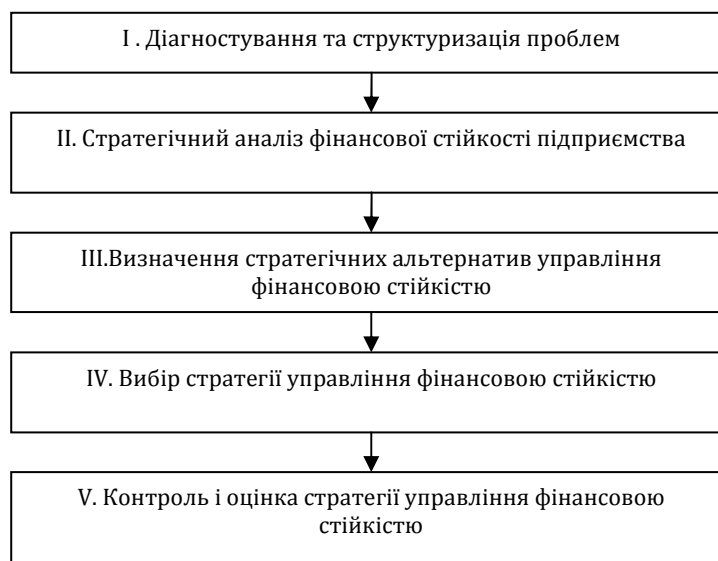 I . Діагностування та структуризація проблем
II. Стратегічний аналіз фінансової стійкості підприємства
III.Визначення стратегічних альтернатив управління
фінансовою стійкістю
IV. Вибір стратегії управління фінансовою стійкістю
V. Контроль і оцінка стратегії управління фінансовою
стійкістю